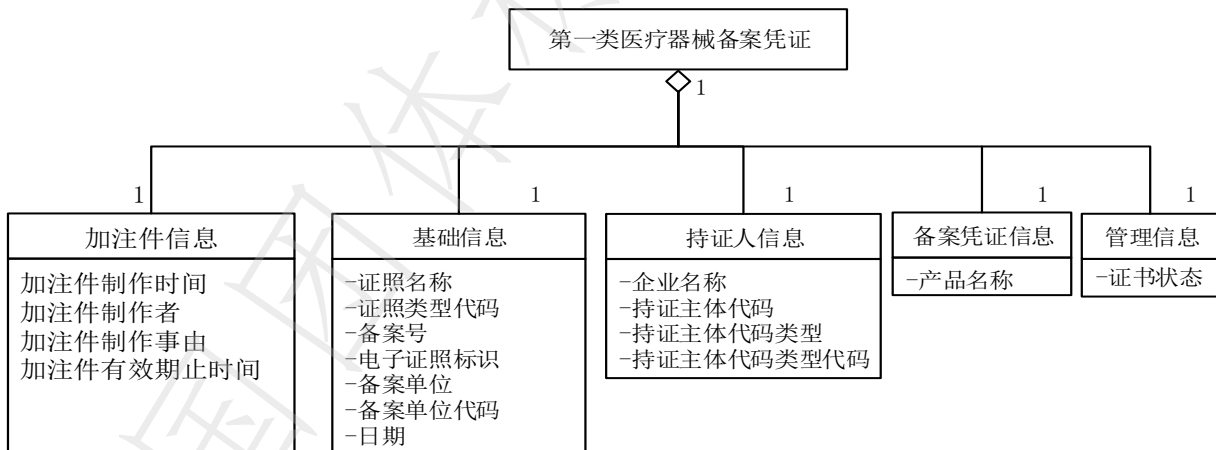 第一类医疗器械备案凭证
1
1
1
1
1
1
加注件信息
加注件制作时间
加注件制作者
加注件制作事由
加注件有效期止时间
基础信息
-证照名称
-证照类型代码
-备案号
-电子证照标识
-备案单位
-备案单位代码
-日期
持证人信息
-企业名称
-持证主体代码
-持证主体代码类型
-持证主体代码类型代码
备案凭证信息
-产品名称
管理信息
-证书状态
国团体